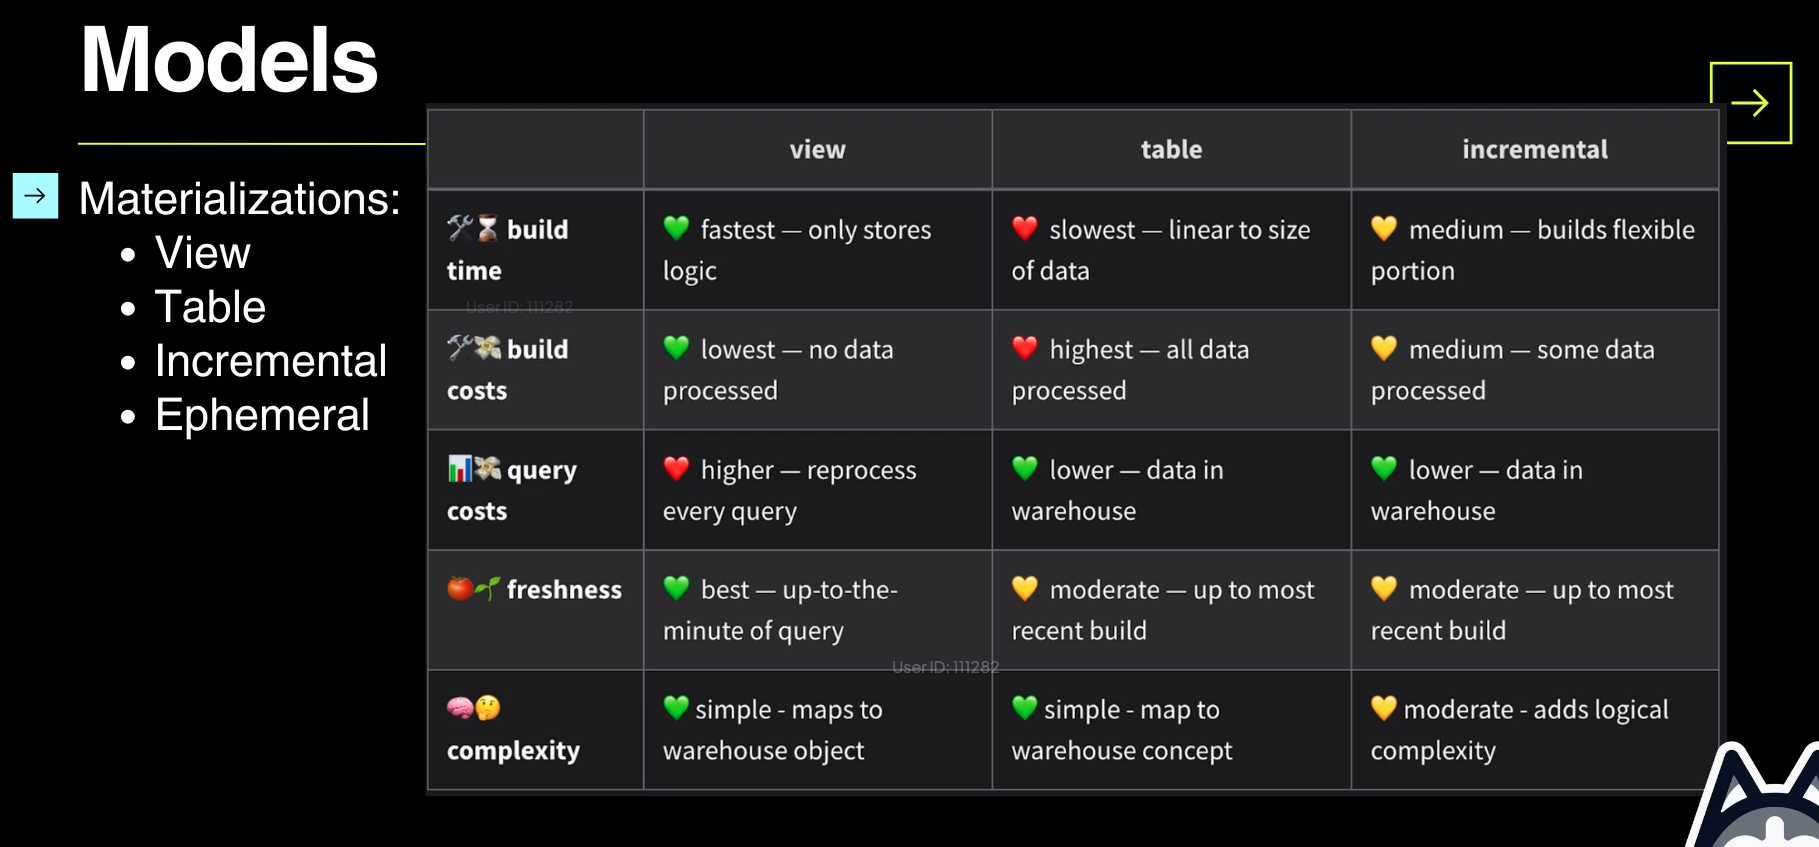 Models
Materializations:
• View
• Table
• Incremental
• Ephemeral
view table incremental
build time
fastest — only stores logic
slowest — linear to size of data
medium — builds flexible portion
build costs
lowest — no data processed
highest — all data processed
medium — some data processed
query costs
higher — reprocess every query
lower — data in warehouse
lower — data in warehouse
freshness
best — up-to-the-minute of query
moderate — up to most recent build
moderate — up to most recent build
complexity
simple - maps to warehouse object
simple - map to warehouse concept
moderate - adds logical complexity
User ID: 111282
User ID: 111282